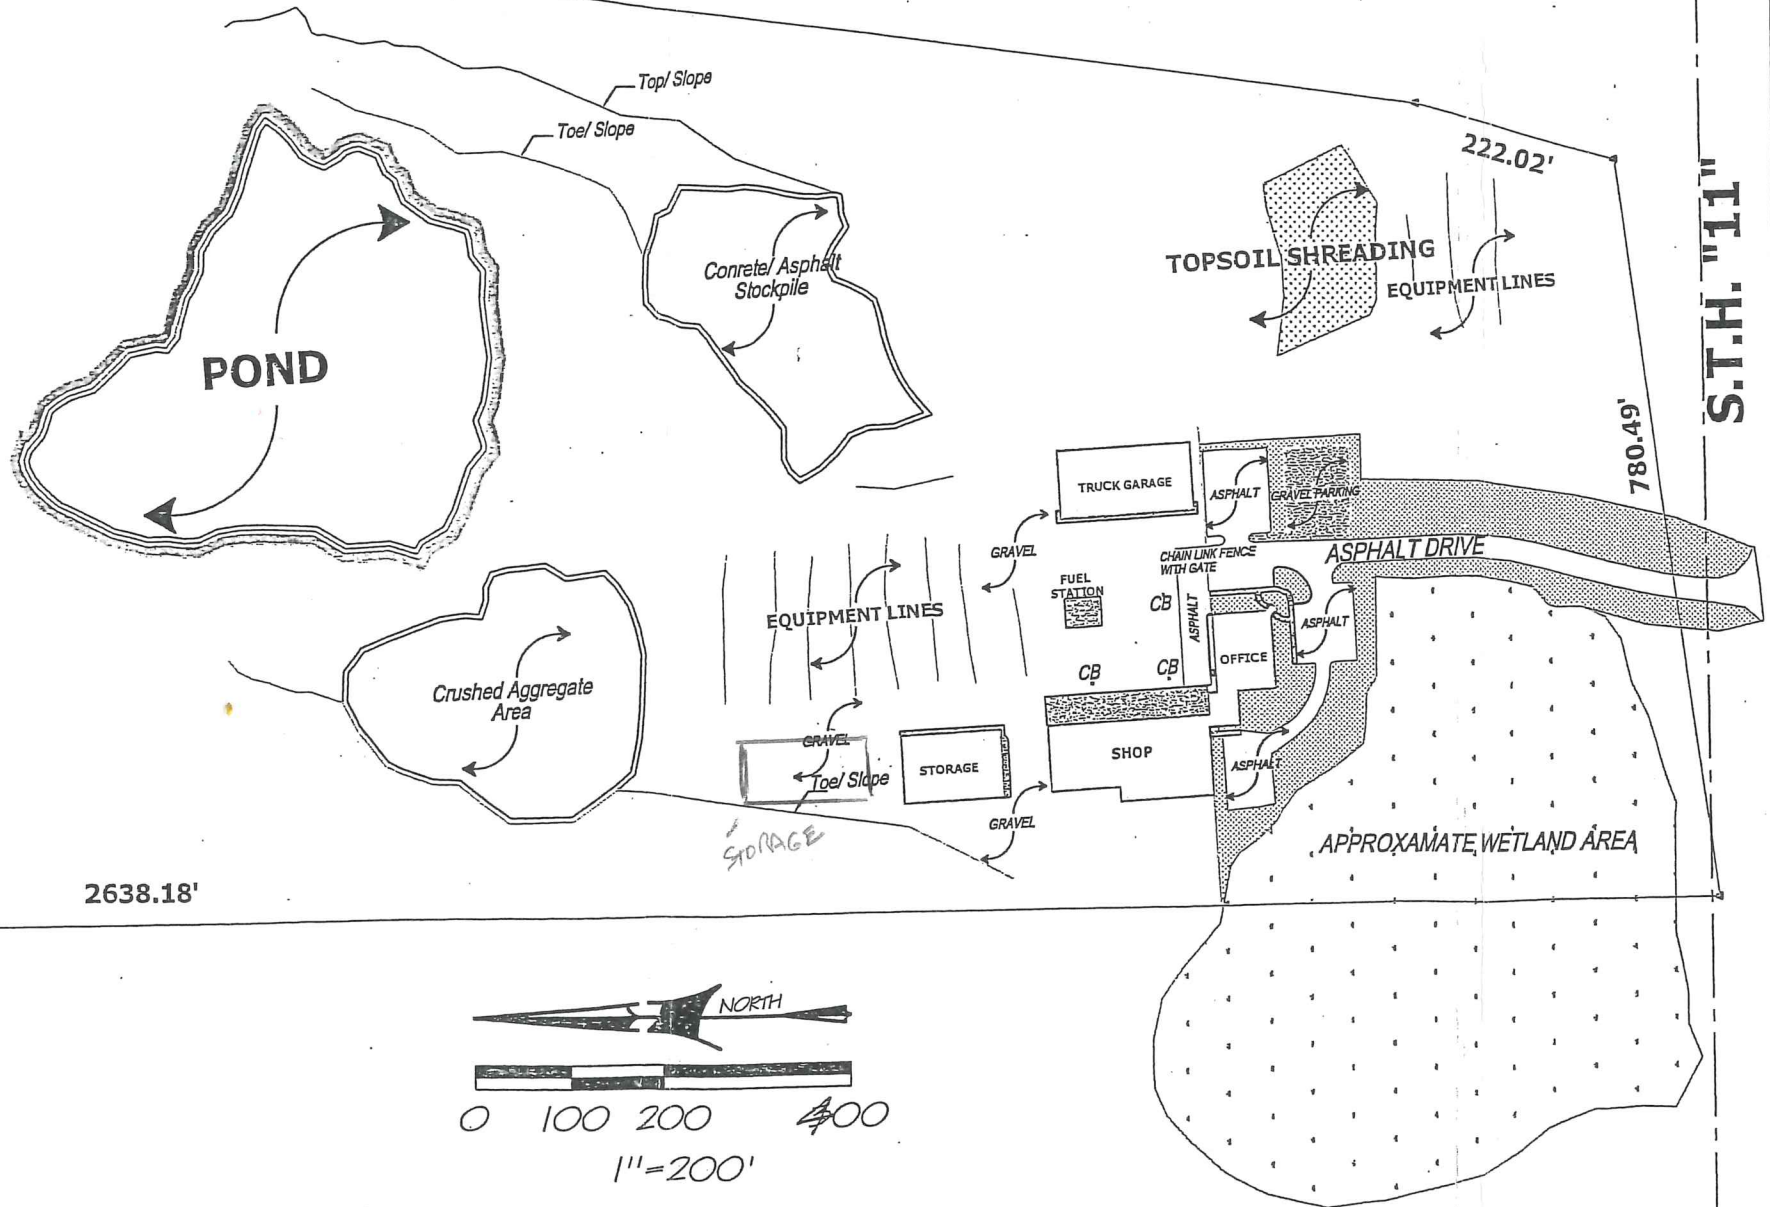 Top/ Slope
Toe/ Slope
222.02'
S.T.H. "11"
Conrete/ Asphalt
Stockpile
TOPSOIL SHREADING
EQUIPMENT LINES
POND
780.49'
TRUCK GARAGE
ASPHALT
GRAVEL PARKING
GRAVEL
CHAIN LINK FENCE
WITH GATE
ASPHALT DRIVE
FUEL
STATION
CB
ASPHALT
ASPHALT
EQUIPMENT LINES
OFFICE
CB
CB
Crushed Aggregate
Area
GRAVEL
SHOP
STORAGE
ASPHALT
Toe/ Slope
GRAVEL
STORAGE
APPROXAMATE WETLAND AREA
2638.18'
NORTH
0 100 200 400
1"=200'